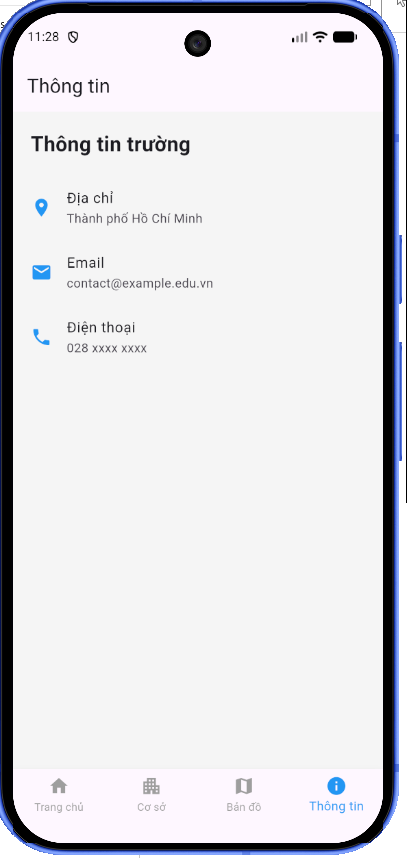 11:28
Thông tin
Thông tin trường
Địa chỉ
Thành phố Hồ Chí Minh
Email
contact@example.edu.vn
Điện thoại
028 xxxx xxxx
Trang chủ
Cơ sở
Bản đồ
Thông tin